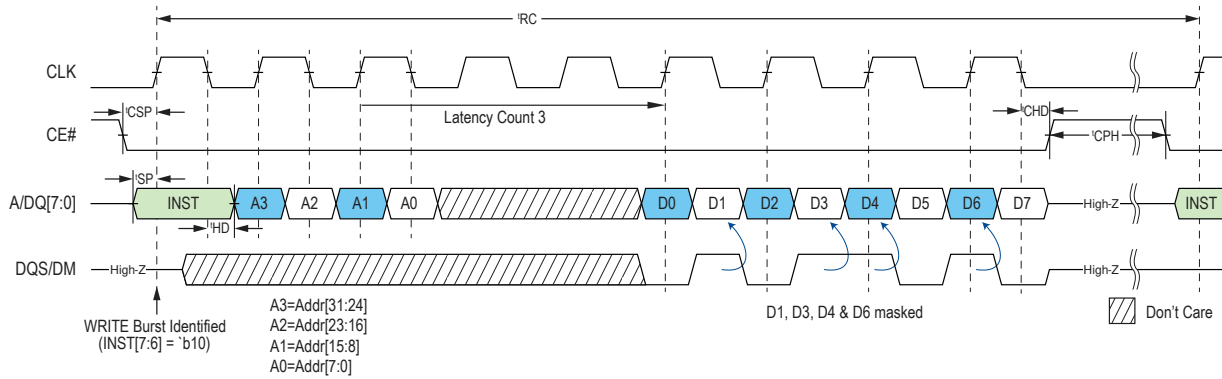 tRC
CLK
Latency Count 3
tCSP
tCHD
CE#
tCPH
tSP
A/DQ[7:0]
INST A3 A2 A1 A0 D0 D1 D2 D3 D4 D5 D6 D7 High-Z INST
tHD
DQS/DM
High-Z
High-Z
WRITE Burst Identified
(INST[7:6] = `b10)
A3=Addr[31:24]
A2=Addr[23:16]
A1=Addr[15:8]
A0=Addr[7:0]
D1, D3, D4 & D6 masked
Don't Care